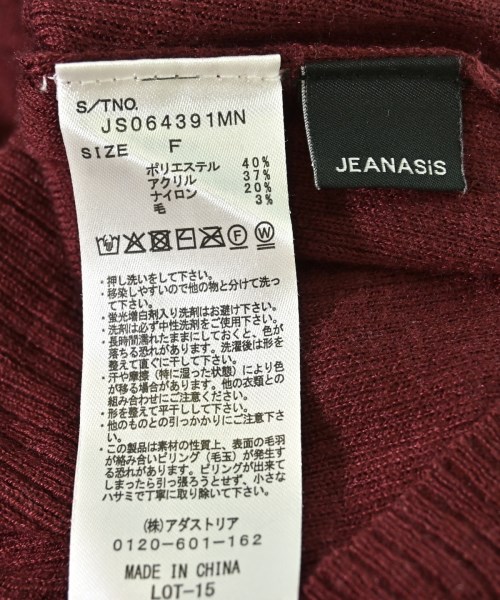 S/TNO.
JS064391MN
SIZE F
ポリエステル 40%
アクリル 37%
ナイロン 20%
毛 3%
・押し洗いをして下さい。
・移染しやすいので他の物と分けて洗っ
て下さい。
・蛍光増白剤入り洗剤はお避け下さい。
・洗剤は必ず中性洗剤をご使用下さい。
・長時間濡れたままにしておくと、色が
落ちる恐れがあります。洗濯後は形を
整えて直ぐに干して下さい。
・汗や摩擦（特に湿った状態）により色
が移る場合があります。他の衣類との
組み合わせにご注意ください。
・形を整えて平干しして下さい。
・他のものとの引っかかりにご注意下さ
い。
・この製品は素材の性質上、表面の毛羽
が絡み合いピリング（毛玉）が発生す
る恐れがあります。ピリングが出来て
しまったら引っ張ろうとせず、小さな
ハサミで丁寧に取り除いて下さい。
（株）アダストリア
0120-601-162
MADE IN CHINA
LOT-15
JEANASiS